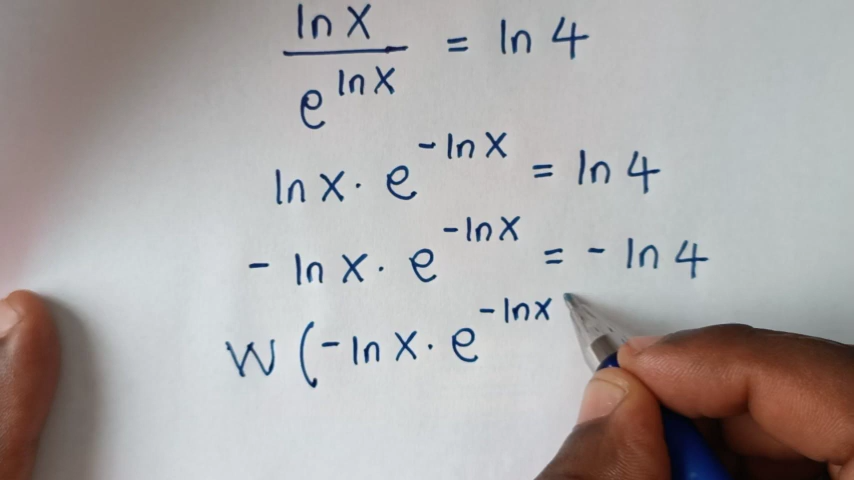 ln x / e^{ln x} = ln 4
ln x · e^{-ln x} = ln 4
- ln x · e^{-ln x} = - ln 4
W (-ln x · e^{-ln x}